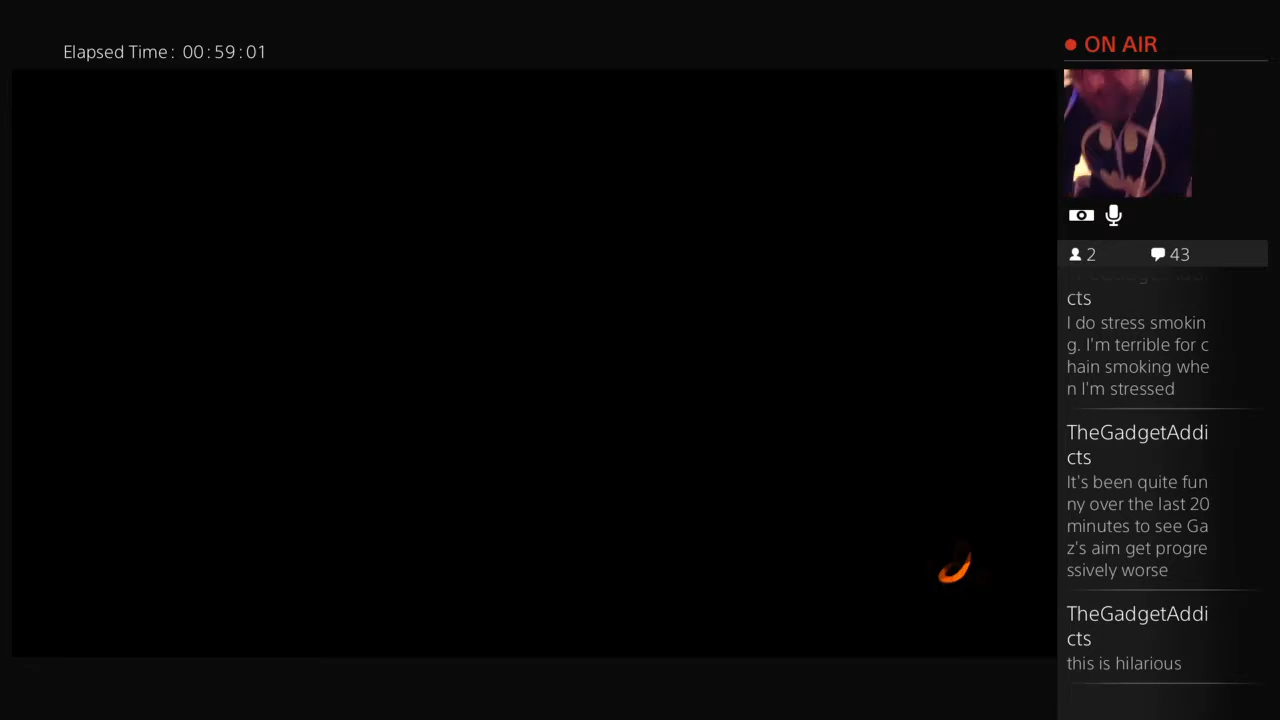 Elapsed Time: 00:59:01
ON AIR
2 43
cts
I do stress smokin
g. I'm terrible for c
hain smoking whe
n I'm stressed
TheGadgetAddi
cts
It's been quite fun
ny over the last 20
minutes to see Ga
z's aim get progre
ssively worse
TheGadgetAddi
cts
this is hilarious